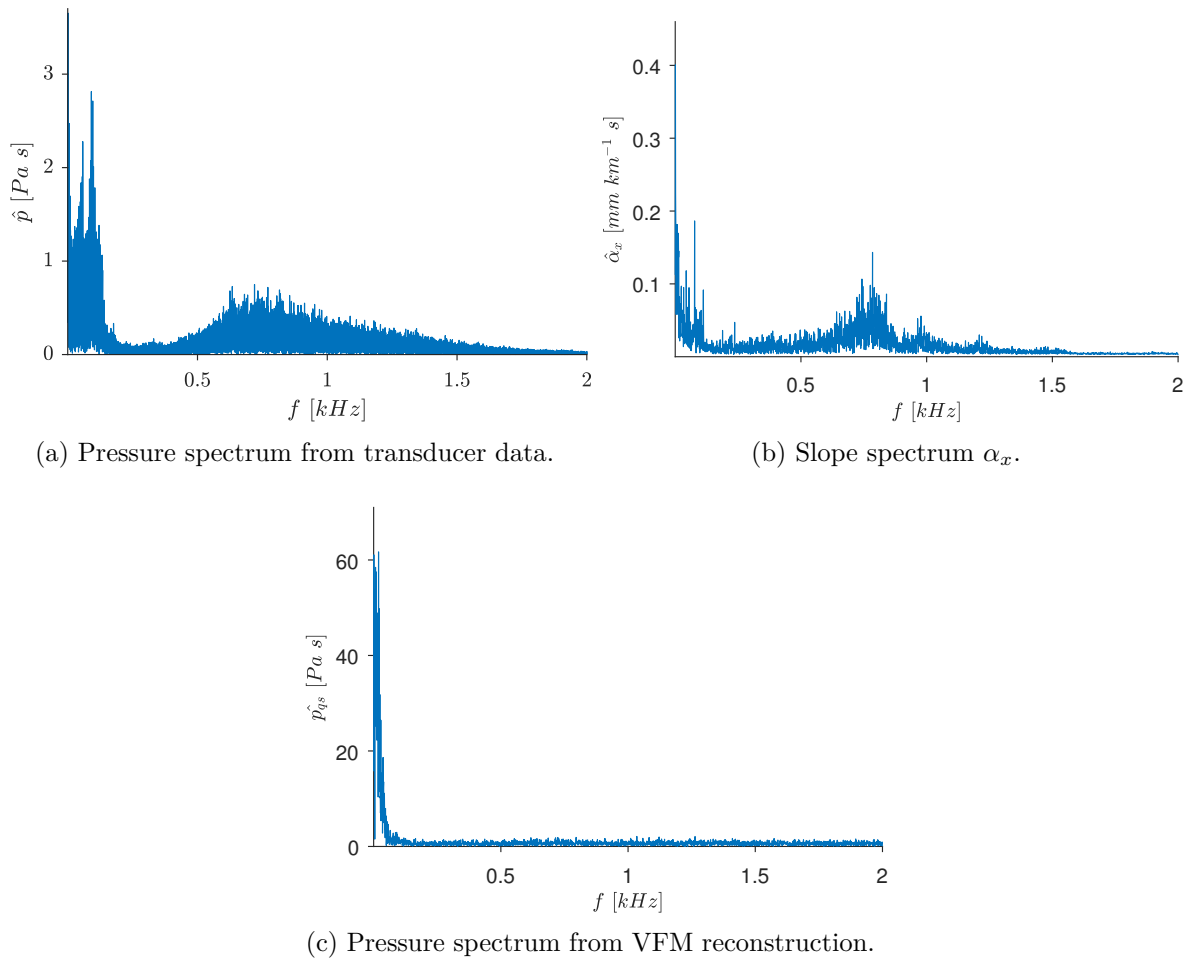 3
2
1
0
p̂ [Pa s]
0.5 1 1.5 2
f [kHz]
(a) Pressure spectrum from transducer data.
0.4
0.3
0.2
0.1
α̂ₓ [mm km⁻¹ s]
0.5 1 1.5 2
f [kHz]
(b) Slope spectrum αₓ.
60
40
20
0
p̂_qs [Pa s]
0.5 1 1.5 2
f [kHz]
(c) Pressure spectrum from VFM reconstruction.